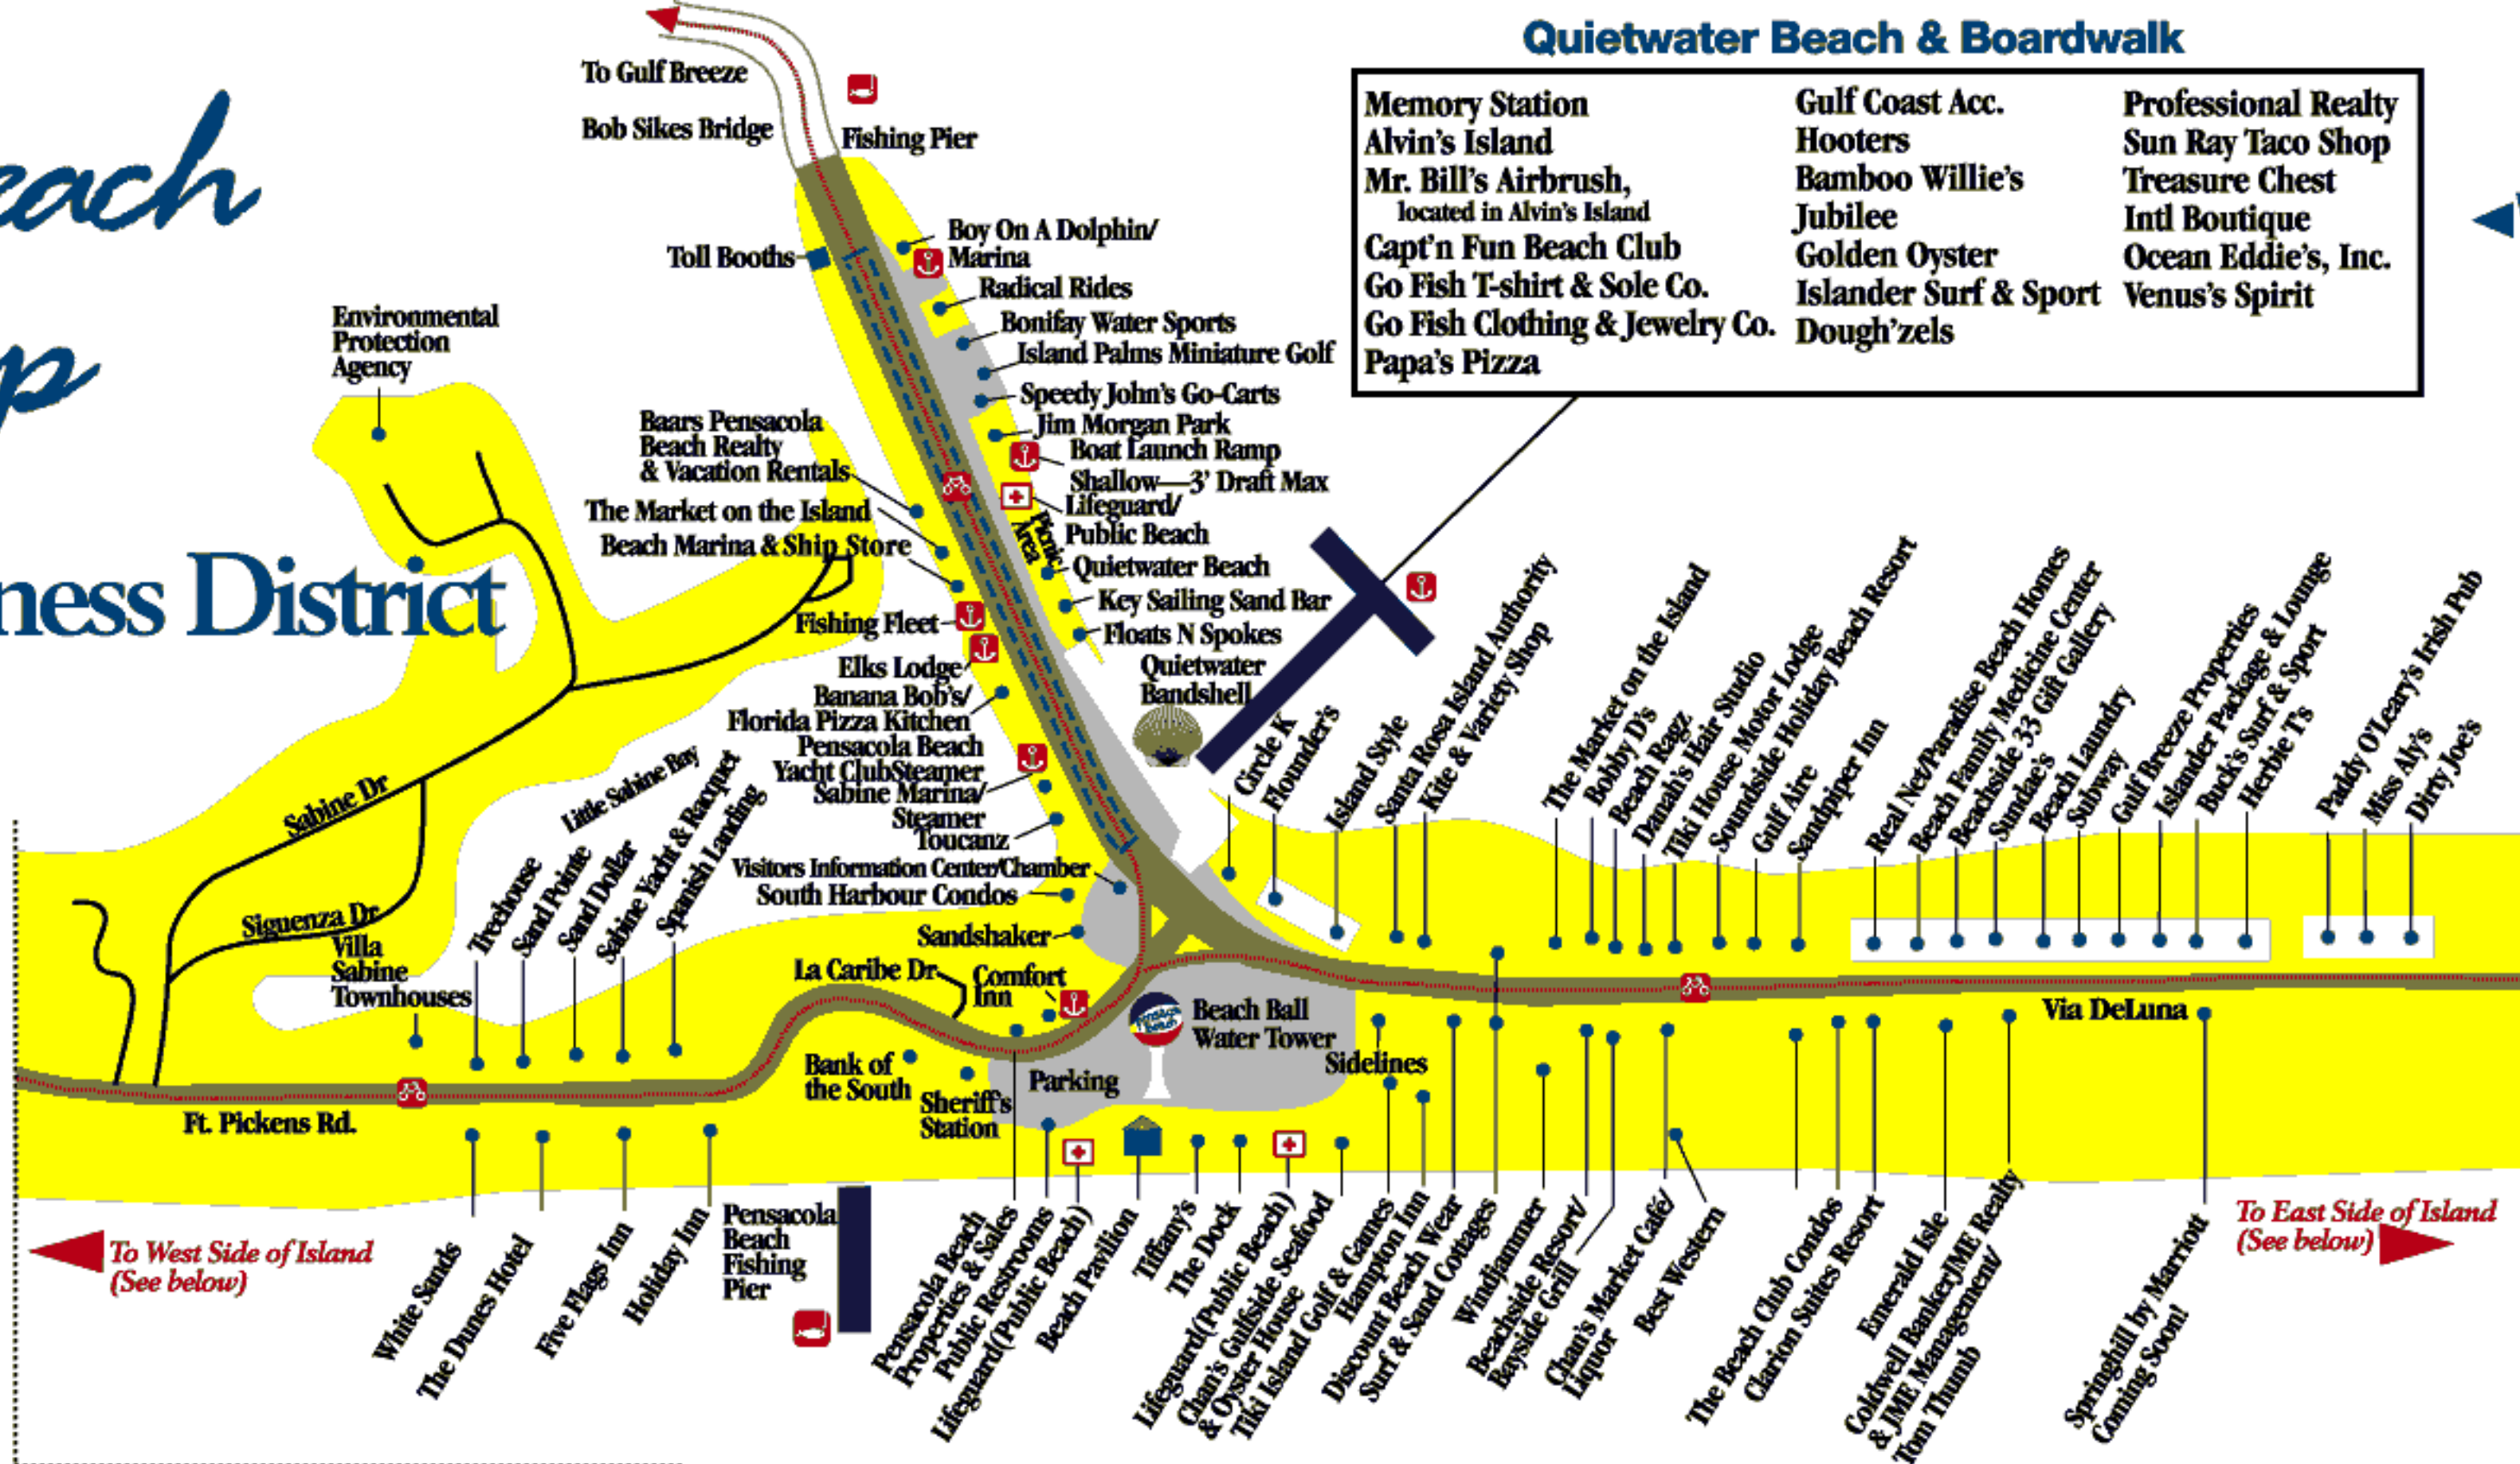 each
p
ness District
Quietwater Beach & Boardwalk
Memory Station
Alvin's Island
Mr. Bill's Airbrush,
located in Alvin's Island
Capt'n Fun Beach Club
Go Fish T-shirt & Sole Co.
Go Fish Clothing & Jewelry Co.
Papa's Pizza
Gulf Coast Acc.
Hooters
Bamboo Willie's
Jubilee
Golden Oyster
Islander Surf & Sport
Dough'zels
Professional Realty
Sun Ray Taco Shop
Treasure Chest
Intl Boutique
Ocean Eddie's, Inc.
Venus's Spirit
To Gulf Breeze
Bob Sikes Bridge
Fishing Pier
Toll Booths
Boy On A Dolphin/
Marina
Radical Rides
Bonifay Water Sports
Island Palms Miniature Golf
Speedy John's Go-Carts
Jim Morgan Park
Boat Launch Ramp
Shallow—3' Draft Max
Lifeguard/
Public Beach
Picnic
Area
Quietwater Beach
Key Sailing Sand Bar
Floats N Spokes
Quietwater
Bandshell
Environmental
Protection
Agency
Baars Pensacola
Beach Realty
& Vacation Rentals
The Market on the Island
Beach Marina & Ship Store
Fishing Fleet
Elks Lodge
Banana Bob's/
Florida Pizza Kitchen
Pensacola Beach
Yacht ClubSteamer
Sabine Marina/
Steamer
Toucanz
Visitors Information Center/Chamber
South Harbour Condos
Sandshaker
La Caribe Dr
Comfort
Inn
Sabine Dr
Siguenza Dr
Little Sabine Bay
Villa
Sabine
Townhouses
Treehouse
Sand Pointe
Sand Dollar
Sabine Yacht & Racquet
Spanish Landing
Circle K
Flounder's
Island Style
Santa Rosa Island Authority
Kite & Variety Shop
The Market on the Island
Bobby D's
Beach Ragz
Danah's Hair Studio
Tiki House Motor Lodge
Soundside Holiday Beach Resort
Gulf Aire
Sandpiper Inn
Real Net/Paradise Beach Homes
Beach Family Medicine Center
Beachside 33 Gift Gallery
Sundae's
Beach Laundry
Subway
Gulf Breeze Properties
Islander Package & Lounge
Buck's Surf & Sport
Herbie T's
Paddy O'Leary's Irish Pub
Miss Aly's
Dirty Joe's
Via DeLuna
Beach Ball
Water Tower
pensacola
beach
Sidelines
Parking
Bank of
the South
Sheriff's
Station
Ft. Pickens Rd.
To West Side of Island
(See below)
White Sands
The Dunes Hotel
Five Flags Inn
Holiday Inn
Pensacola
Beach
Fishing
Pier
Pensacola Beach
Properties & Sales
Public Restrooms
Lifeguard(Public Beach)
Beach Pavilion
Tiffany's
The Dock
Lifeguard(Public Beach)
Chan's Gulfside Seafood
& Oyster House
Tiki Island Golf & Games
Hampton Inn
Discount Beach Wear
Surf & Sand Cottages
Windjammer
Beachside Resort/
Bayside Grill
Chan's Market Café/
Liquor
Best Western
The Beach Club Condos
Clarion Suites Resort
Emerald Isle
Coldwell BankerJME Realty
& JME Management/
Tom Thumb
Springhill by Marriott
Coming Soon!
To East Side of Island
(See below)